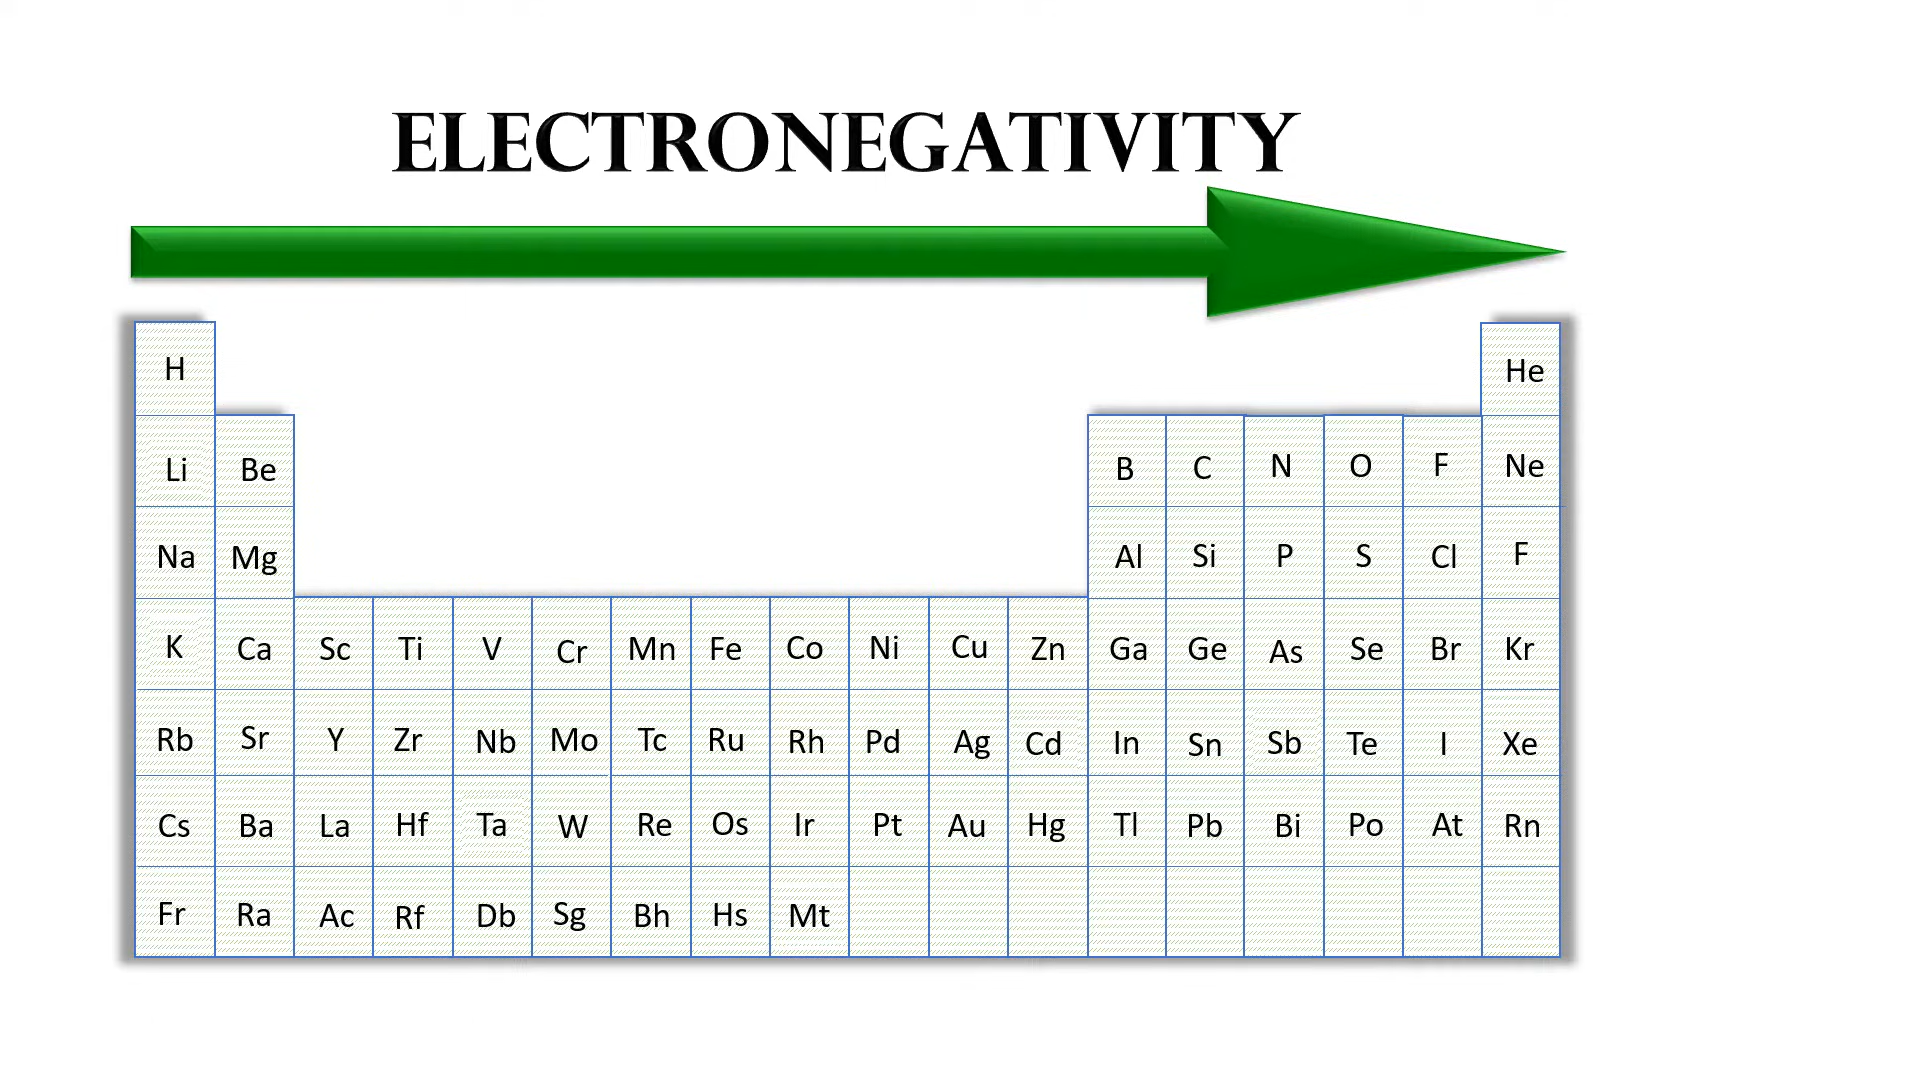 ELECTRONEGATIVITY
H He
Li Be B C N O F Ne
Na Mg Al Si P S Cl F
K Ca Sc Ti V Cr Mn Fe Co Ni Cu Zn Ga Ge As Se Br Kr
Rb Sr Y Zr Nb Mo Tc Ru Rh Pd Ag Cd In Sn Sb Te I Xe
Cs Ba La Hf Ta W Re Os Ir Pt Au Hg Tl Pb Bi Po At Rn
Fr Ra Ac Rf Db Sg Bh Hs Mt